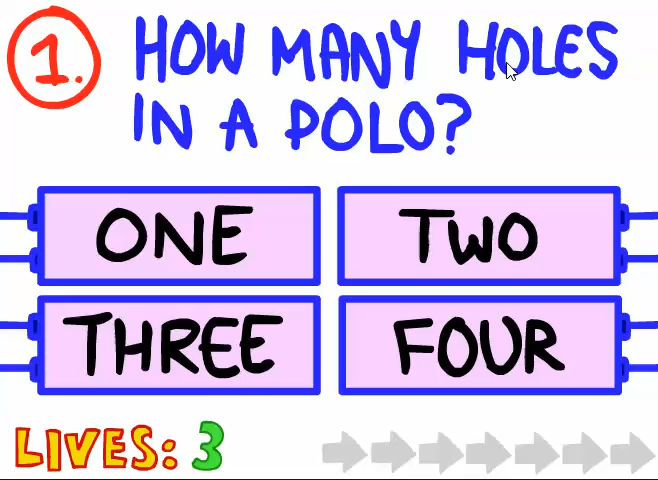 1. HOW MANY HOLES
IN A POLO?
ONE
TWO
THREE
FOUR
LIVES: 3